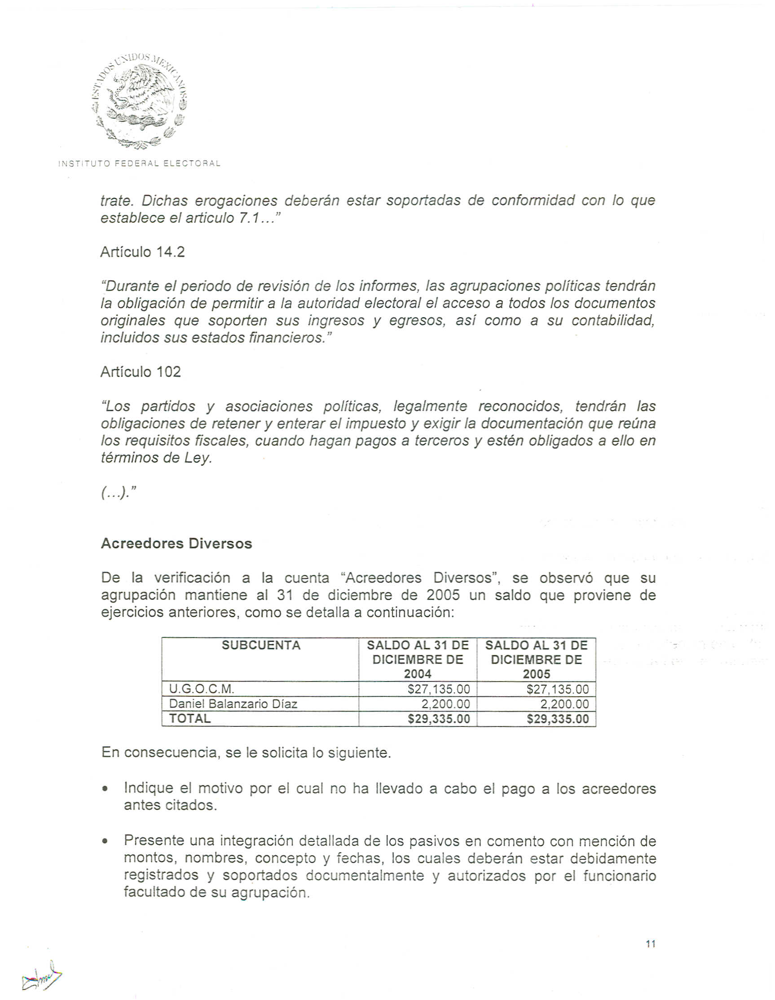 ESTADOS UNIDOS MEXICANOS
INSTITUTO FEDERAL ELECTORAL
trate. Dichas erogaciones deberán estar soportadas de conformidad con lo que
establece el articulo 7.1…”
Artículo 14.2
“Durante el periodo de revisión de los informes, las agrupaciones políticas tendrán
la obligación de permitir a la autoridad electoral el acceso a todos los documentos
originales que soporten sus ingresos y egresos, así como a su contabilidad,
incluidos sus estados financieros.”
Artículo 102
“Los partidos y asociaciones políticas, legalmente reconocidos, tendrán las
obligaciones de retener y enterar el impuesto y exigir la documentación que reúna
los requisitos fiscales, cuando hagan pagos a terceros y estén obligados a ello en
términos de Ley.
(...).”
Acreedores Diversos
De la verificación a la cuenta “Acreedores Diversos”, se observó que su
agrupación mantiene al 31 de diciembre de 2005 un saldo que proviene de
ejercicios anteriores, como se detalla a continuación:
SUBCUENTA SALDO AL 31 DE DICIEMBRE DE 2004 SALDO AL 31 DE DICIEMBRE DE 2005
U.G.O.C.M. $27,135.00 $27,135.00
Daniel Balanzario Díaz 2,200.00 2,200.00
TOTAL $29,335.00 $29,335.00
En consecuencia, se le solicita lo siguiente.
• Indique el motivo por el cual no ha llevado a cabo el pago a los acreedores
antes citados.
• Presente una integración detallada de los pasivos en comento con mención de
montos, nombres, concepto y fechas, los cuales deberán estar debidamente
registrados y soportados documentalmente y autorizados por el funcionario
facultado de su agrupación.
11